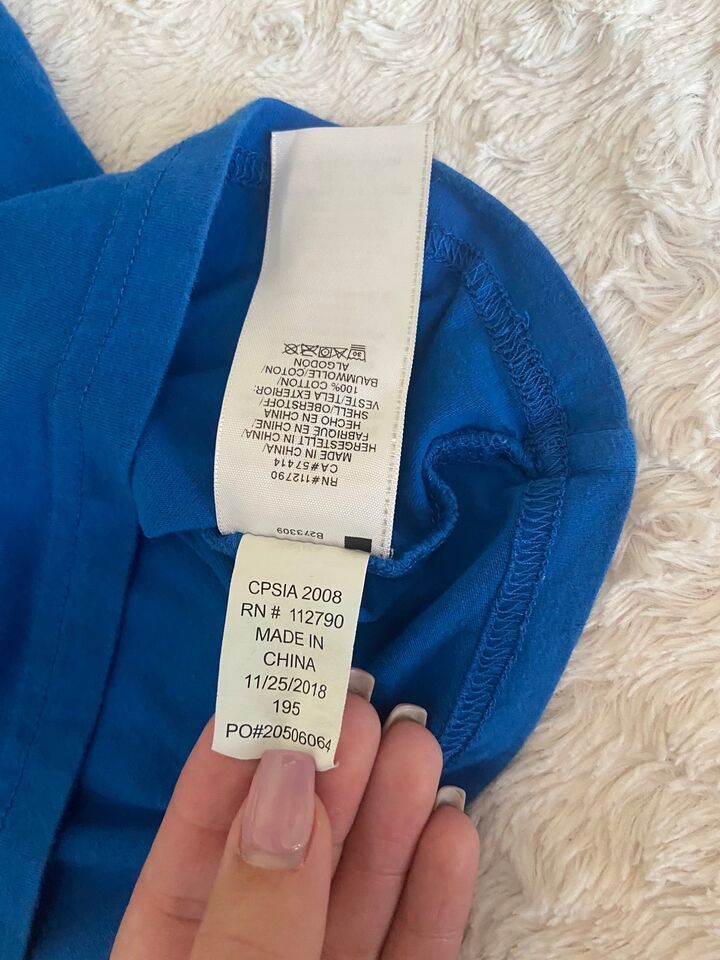 B273309
RN#112790
CA#57414
MADE IN CHINA/
HERGESTELLT IN CHINA/
FABRIQUE EN CHINE/
HECHO EN CHINA
SHELL/OBERSTOFF/
VESTE/TELA EXTERIOR:
100% COTTON/
BAUMWOLLE/COTON/
ALGODON
30
CPSIA 2008
RN # 112790
MADE IN
CHINA
11/25/2018
195
PO#20506064